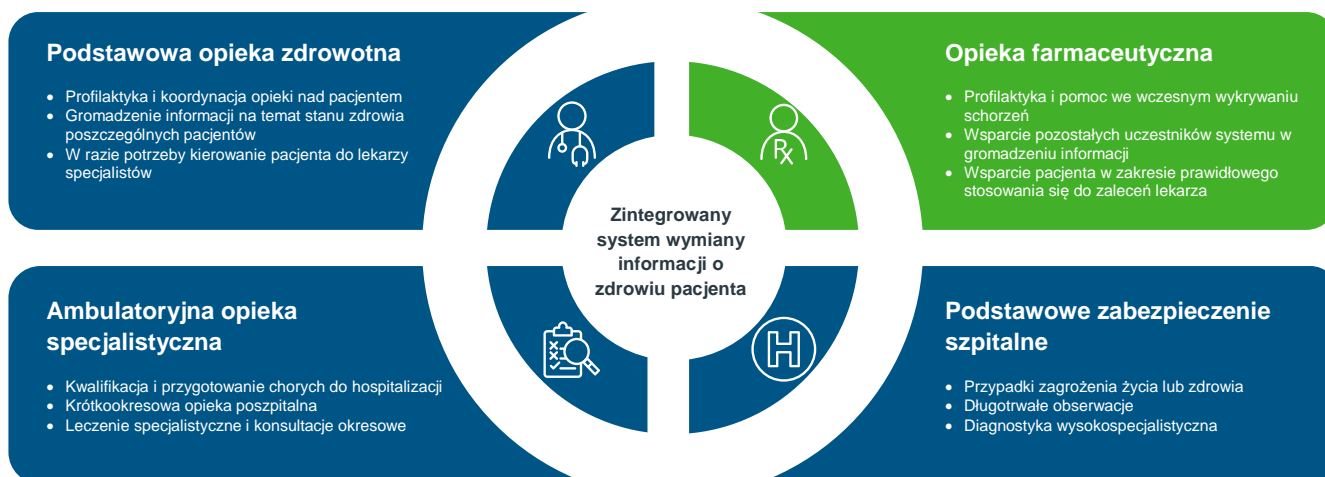 Podstawowa opieka zdrowotna
• Profilaktyka i koordynacja opieki nad pacjentem
• Gromadzenie informacji na temat stanu zdrowia
poszczególnych pacjentów
• W razie potrzeby kierowanie pacjenta do lekarzy
specjalistów
Opieka farmaceutyczna
• Profilaktyka i pomoc we wczesnym wykrywaniu
schorzeń
• Wsparcie pozostałych uczestników systemu w
gromadzeniu informacji
• Wsparcie pacjenta w zakresie prawidłowego
stosowania się do zaleceń lekarza
Rx
Zintegrowany
system wymiany
informacji o
zdrowiu pacjenta
Ambulatoryjna opieka
specjalistyczna
• Kwalifikacja i przygotowanie chorych do hospitalizacji
• Krótkookresowa opieka poszpitalna
• Leczenie specjalistyczne i konsultacje okresowe
H
Podstawowe zabezpieczenie
szpitalne
• Przypadki zagrożenia życia lub zdrowia
• Długotrwałe obserwacje
• Diagnostyka wysokospecjalistyczna